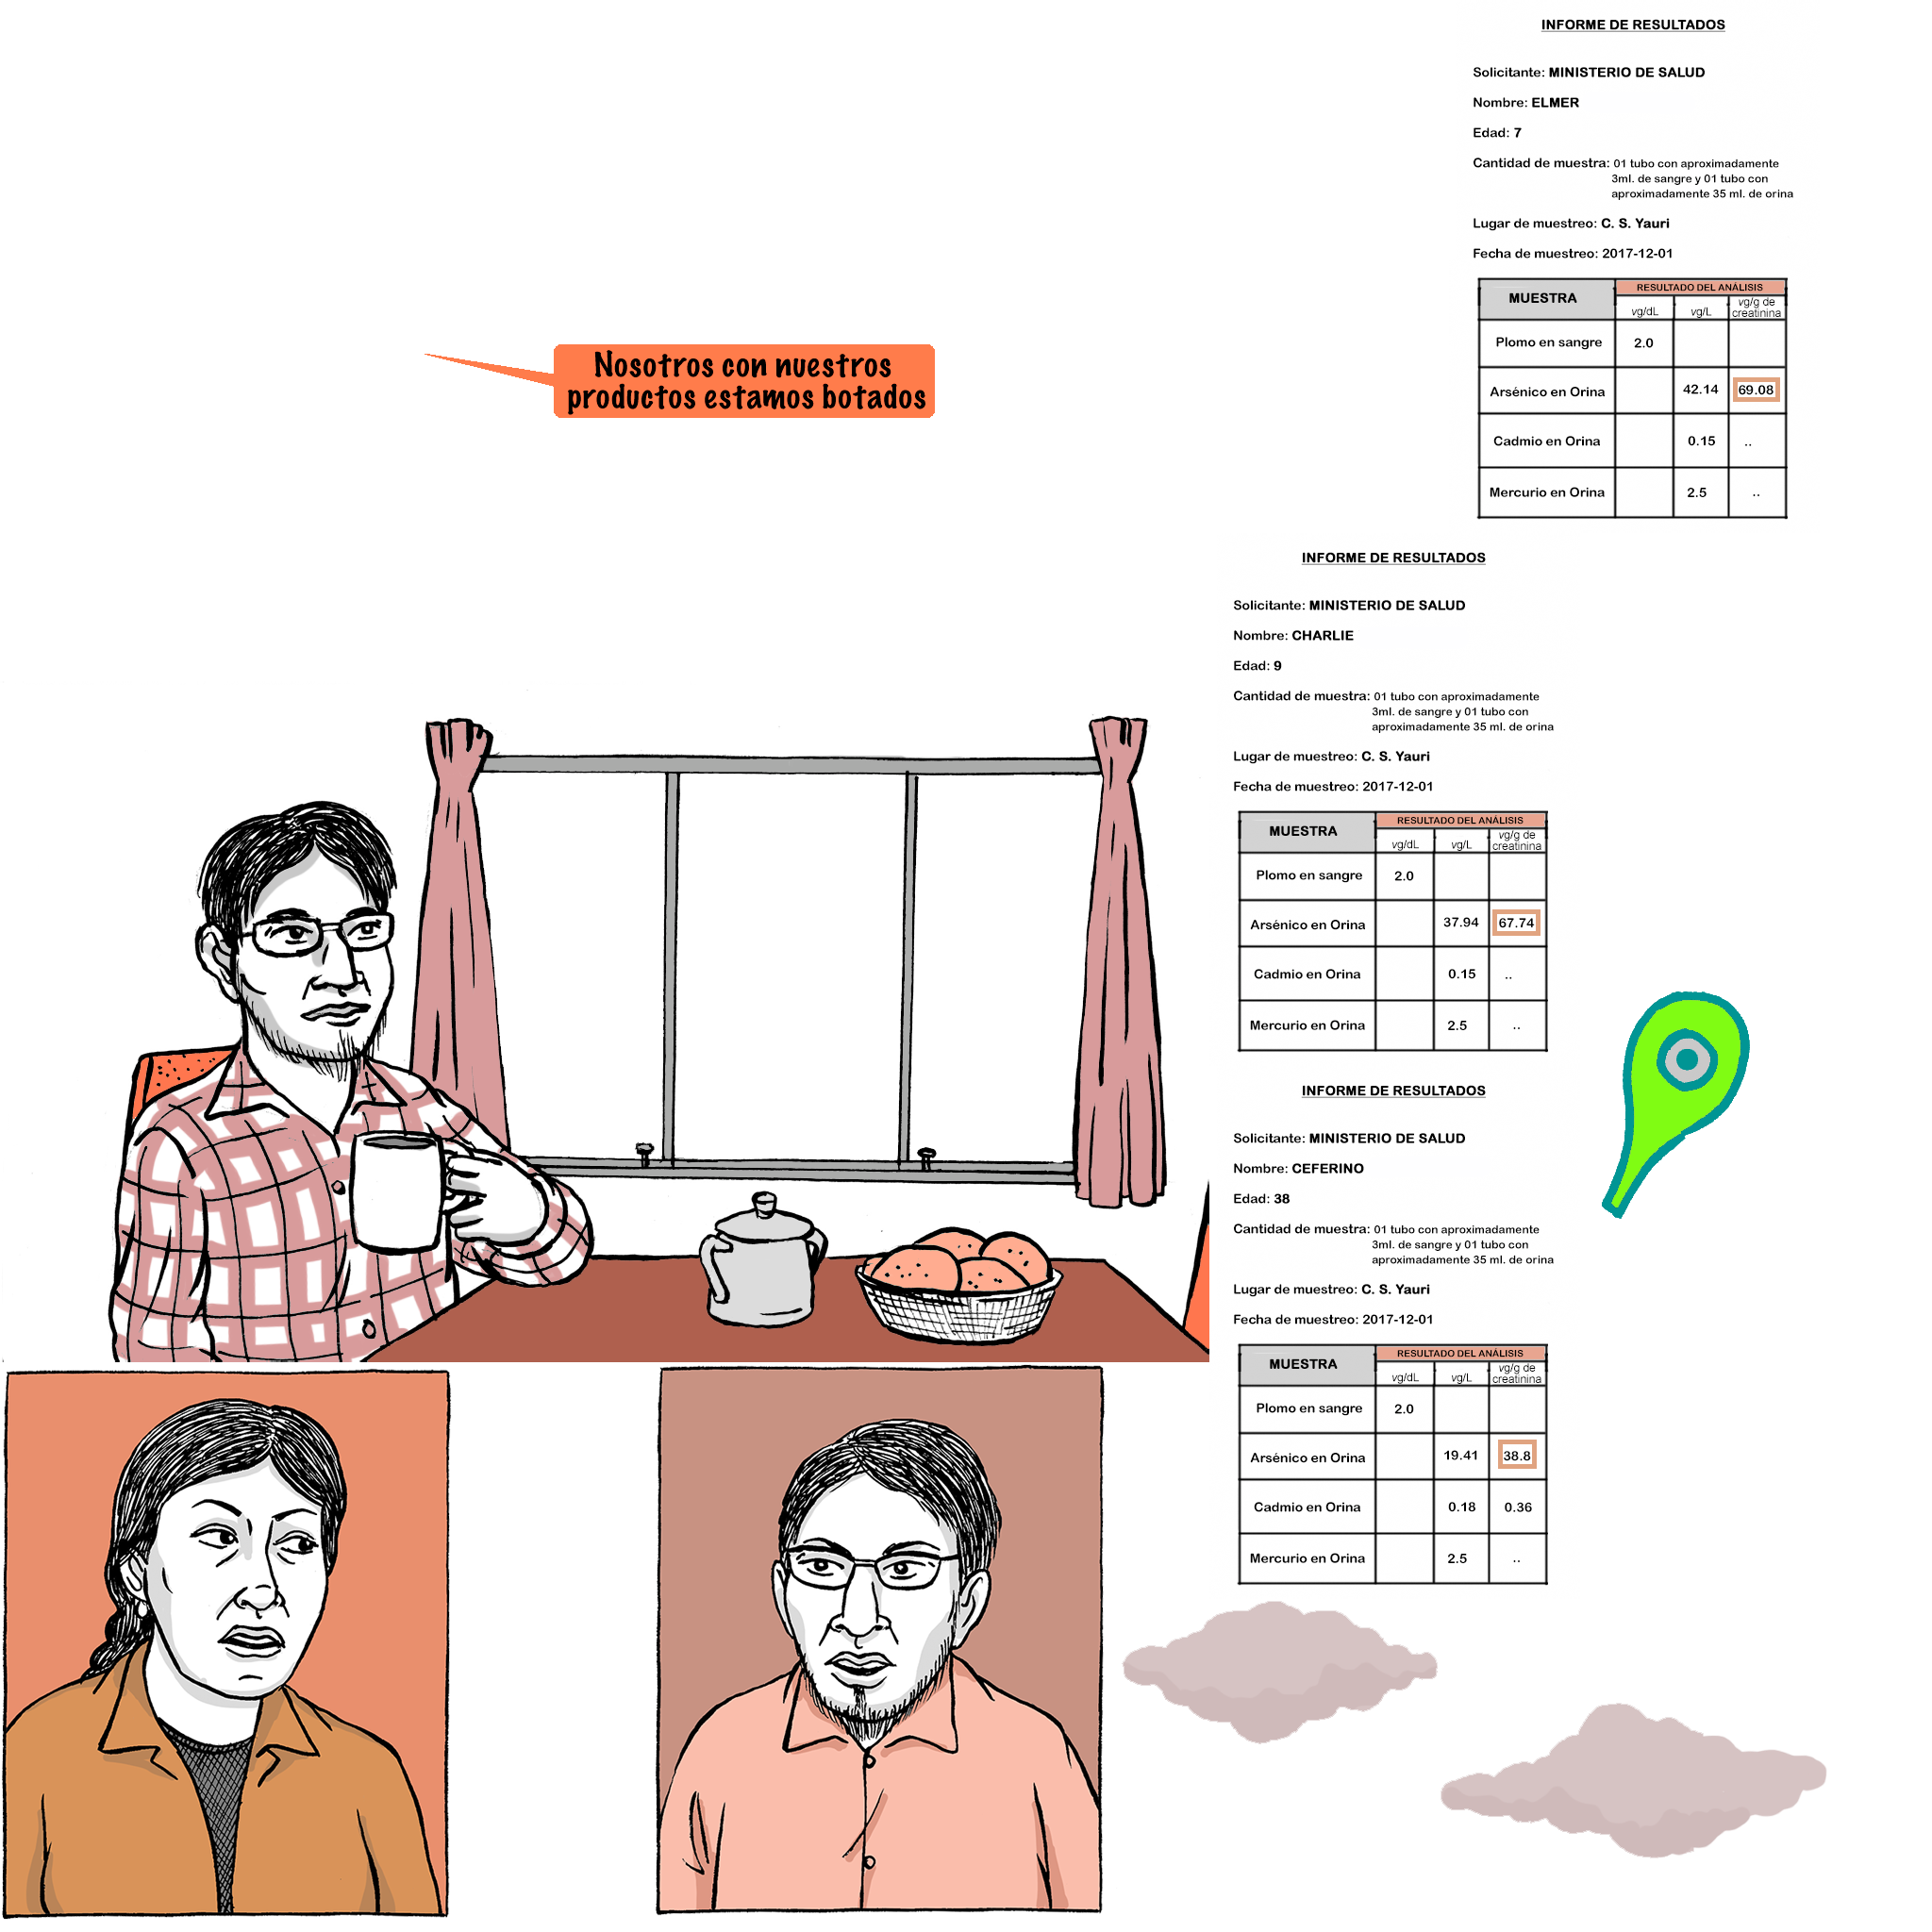 Nosotros con nuestros
productos estamos botados
INFORME DE RESULTADOS
Solicitante: MINISTERIO DE SALUD
Nombre: ELMER
Edad: 7
Cantidad de muestra: 01 tubo con aproximadamente
3ml. de sangre y 01 tubo con
aproximadamente 35 ml. de orina
Lugar de muestreo: C. S. Yauri
Fecha de muestreo: 2017-12-01
MUESTRA RESULTADO DEL ANÁLISIS
vg/dL vg/L vg/g de
creatinina
Plomo en sangre 2.0
Arsénico en Orina 42.14 69.08
Cadmio en Orina 0.15 ..
Mercurio en Orina 2.5 ..
INFORME DE RESULTADOS
Solicitante: MINISTERIO DE SALUD
Nombre: CHARLIE
Edad: 9
Cantidad de muestra: 01 tubo con aproximadamente
3ml. de sangre y 01 tubo con
aproximadamente 35 ml. de orina
Lugar de muestreo: C. S. Yauri
Fecha de muestreo: 2017-12-01
MUESTRA RESULTADO DEL ANÁLISIS
vg/dL vg/L vg/g de
creatinina
Plomo en sangre 2.0
Arsénico en Orina 37.94 67.74
Cadmio en Orina 0.15 ..
Mercurio en Orina 2.5 ..
INFORME DE RESULTADOS
Solicitante: MINISTERIO DE SALUD
Nombre: CEFERINO
Edad: 38
Cantidad de muestra: 01 tubo con aproximadamente
3ml. de sangre y 01 tubo con
aproximadamente 35 ml. de orina
Lugar de muestreo: C. S. Yauri
Fecha de muestreo: 2017-12-01
MUESTRA RESULTADO DEL ANÁLISIS
vg/dL vg/L vg/g de
creatinina
Plomo en sangre 2.0
Arsénico en Orina 19.41 38.8
Cadmio en Orina 0.18 0.36
Mercurio en Orina 2.5 ..